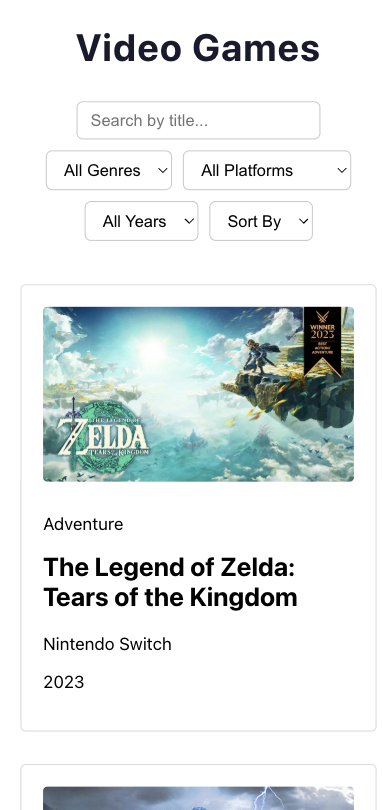 Video Games
Search by title...
All Genres
All Platforms
All Years
Sort By
WINNER
2023
BEST
ACTION/
ADVENTURE
THE LEGEND OF
ZELDA
TEARS OF THE KINGDOM
Adventure
The Legend of Zelda:
Tears of the Kingdom
Nintendo Switch
2023